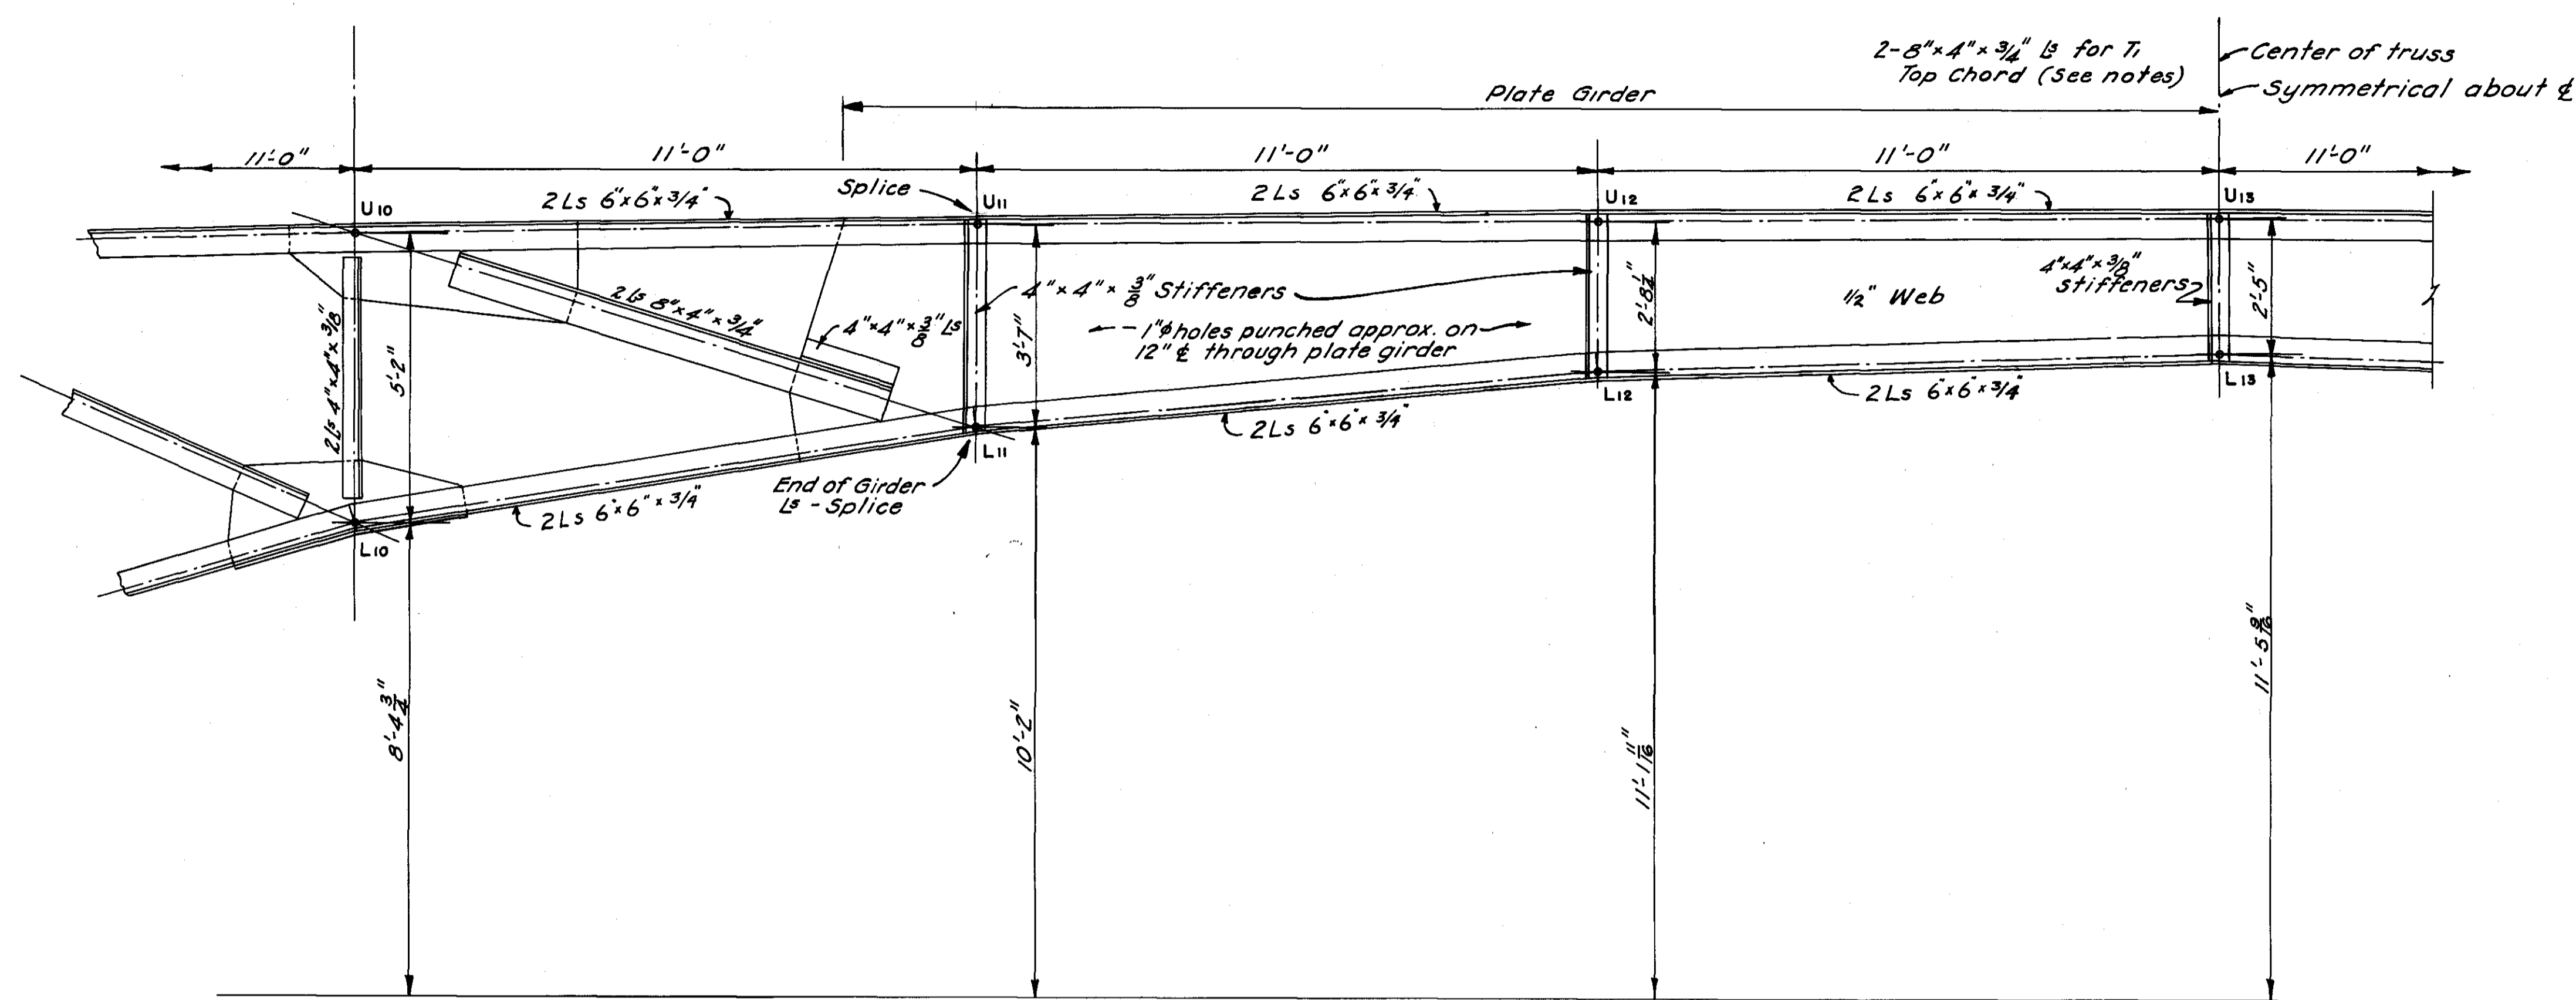 2-8"×4"×3/4" Ls for T1
Top chord (See notes)
Center of truss
Symmetrical about ℄
Plate Girder
11'-0"
11'-0"
11'-0"
11'-0"
11'-0"
Splice
2 Ls 6"×6"×3/4"
2 Ls 6"×6"×3/4"
2 Ls 6"×6"×3/4"
U10
U11
U12
U13
2 Ls 4"×4"×3/8"
5'-2"
2 Ls 8"×4"×3/4"
4"×4"×3/8" Ls
3'-7"
4"×4"×3/8" Stiffeners
1"φ holes punched approx. on
12" ℄ through plate girder
2'-8 1/2"
1/2" Web
4"×4"×3/8"
stiffeners
2'-5"
L10
L11
L12
L13
2 Ls 6"×6"×3/4"
2 Ls 6"×6"×3/4"
2 Ls 6"×6"×3/4"
End of Girder
Ls - Splice
8'-4 3/4"
10'-2"
11'-1 11/16"
11'-5 9/16"